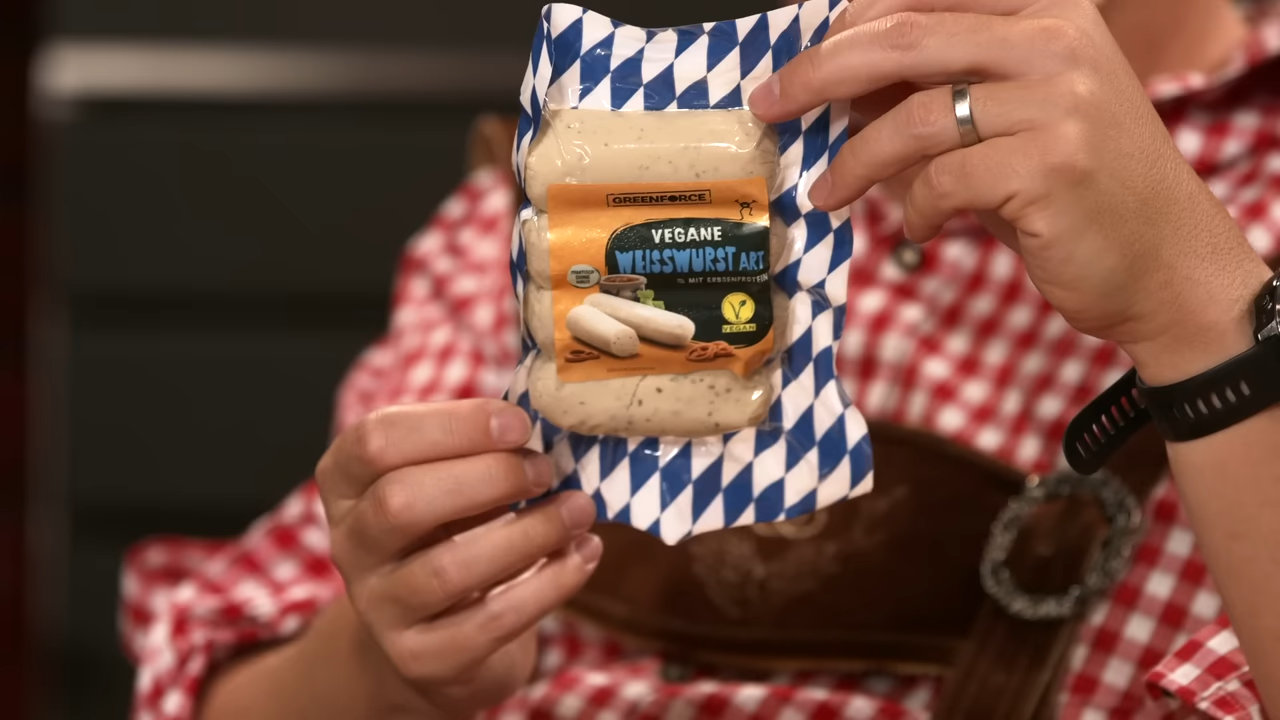 GREENFORCE
VEGANE
WEISSWURST ART
MIT ERBSENPROTEIN
VEGAN